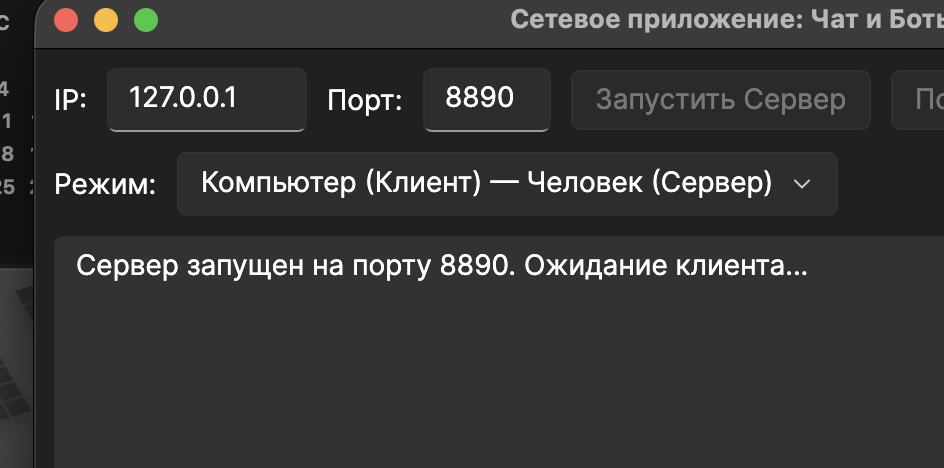 Сетевое приложение: Чат и Боты
IP: 127.0.0.1 Порт: 8890 Запустить Сервер
Режим: Компьютер (Клиент) — Человек (Сервер)
Сервер запущен на порту 8890. Ожидание клиента...